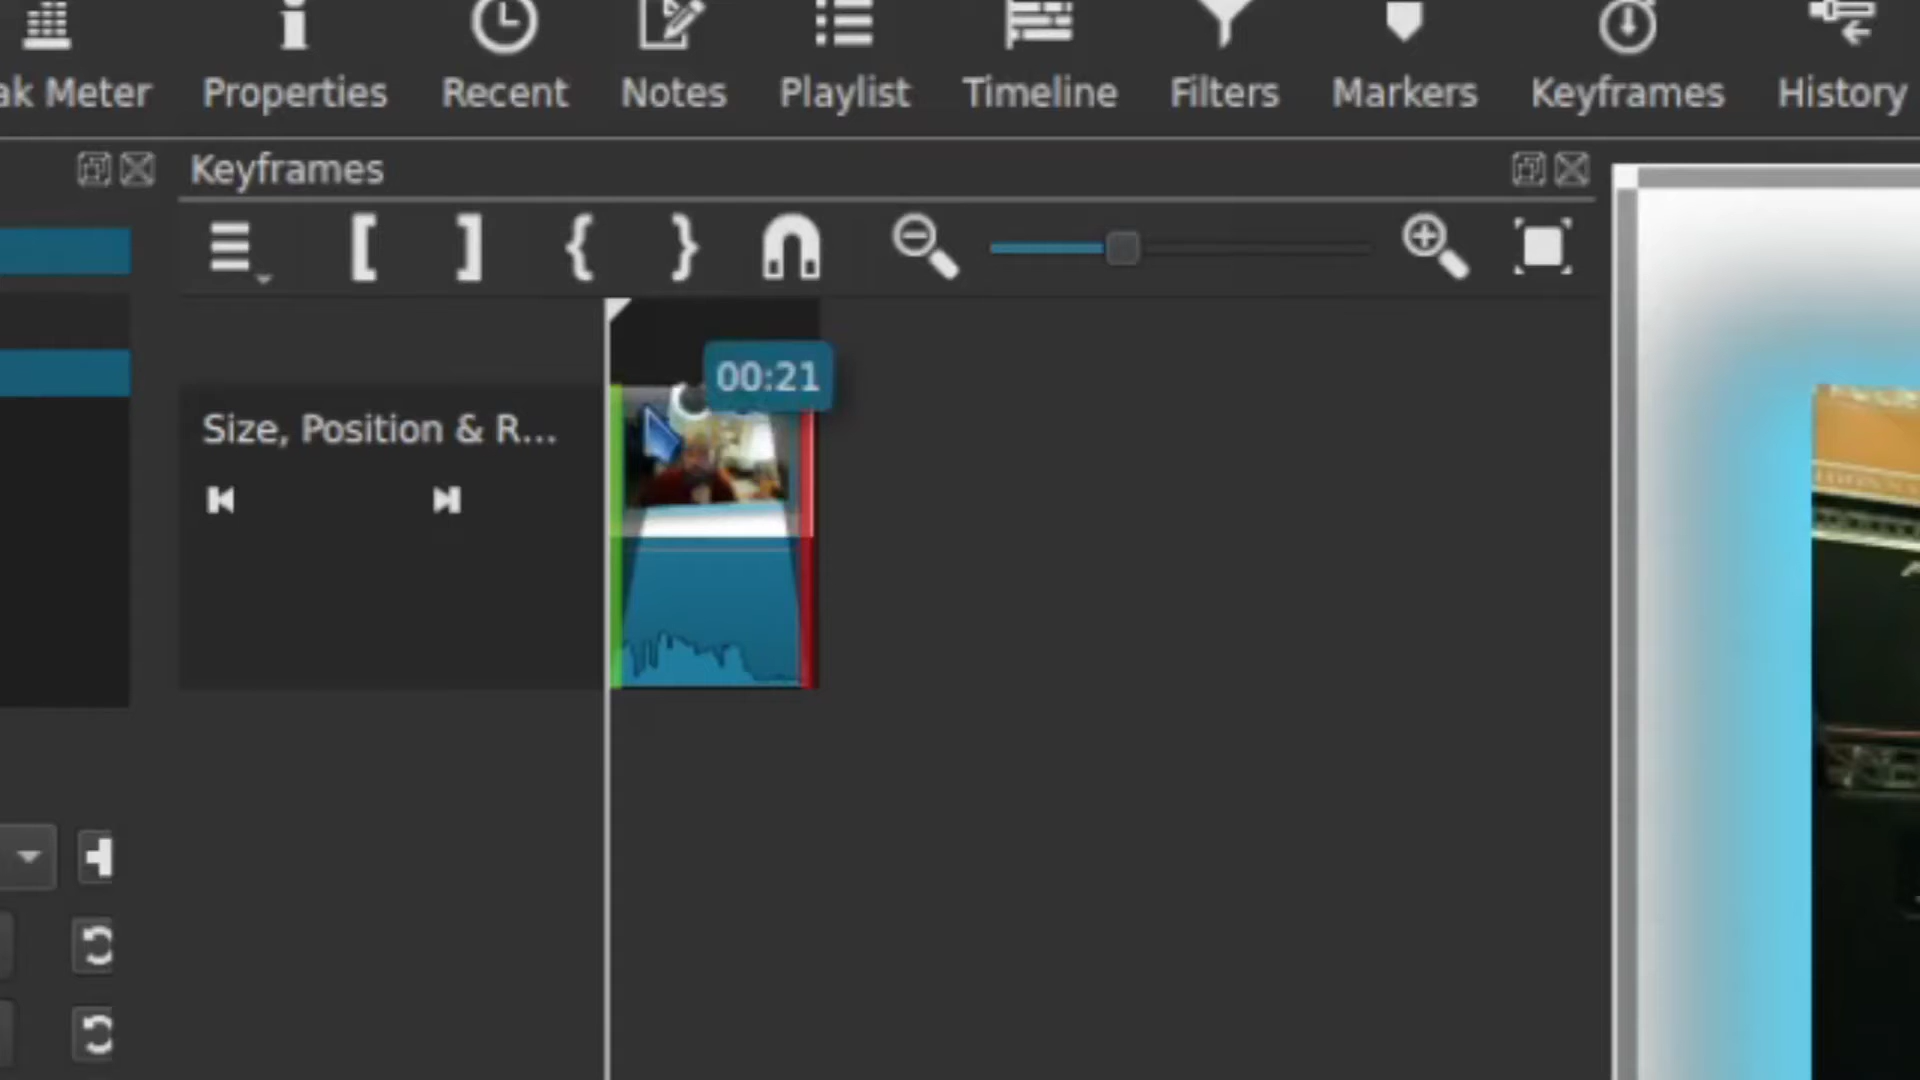 ak Meter Properties Recent Notes Playlist Timeline Filters Markers Keyframes History
Keyframes
00:21
Size, Position & R...